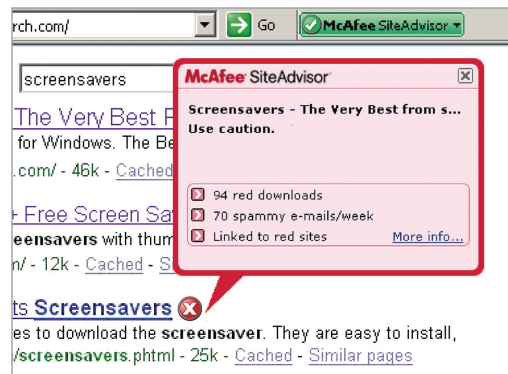 rch.com/ Go McAfee SiteAdvisor
screensavers
McAfee SiteAdvisor
Screensavers - The Very Best from s...
Use caution.
94 red downloads
70 spammy e-mails/week
Linked to red sites More info...
The Very Best F
for Windows. The Be
.com/ - 46k - Cached
Free Screen Sa
eensavers with thum
n/ - 12k - Cached - S
ts Screensavers
es to download the screensaver. They are easy to install,
/screensavers.phtml - 25k - Cached - Similar pages